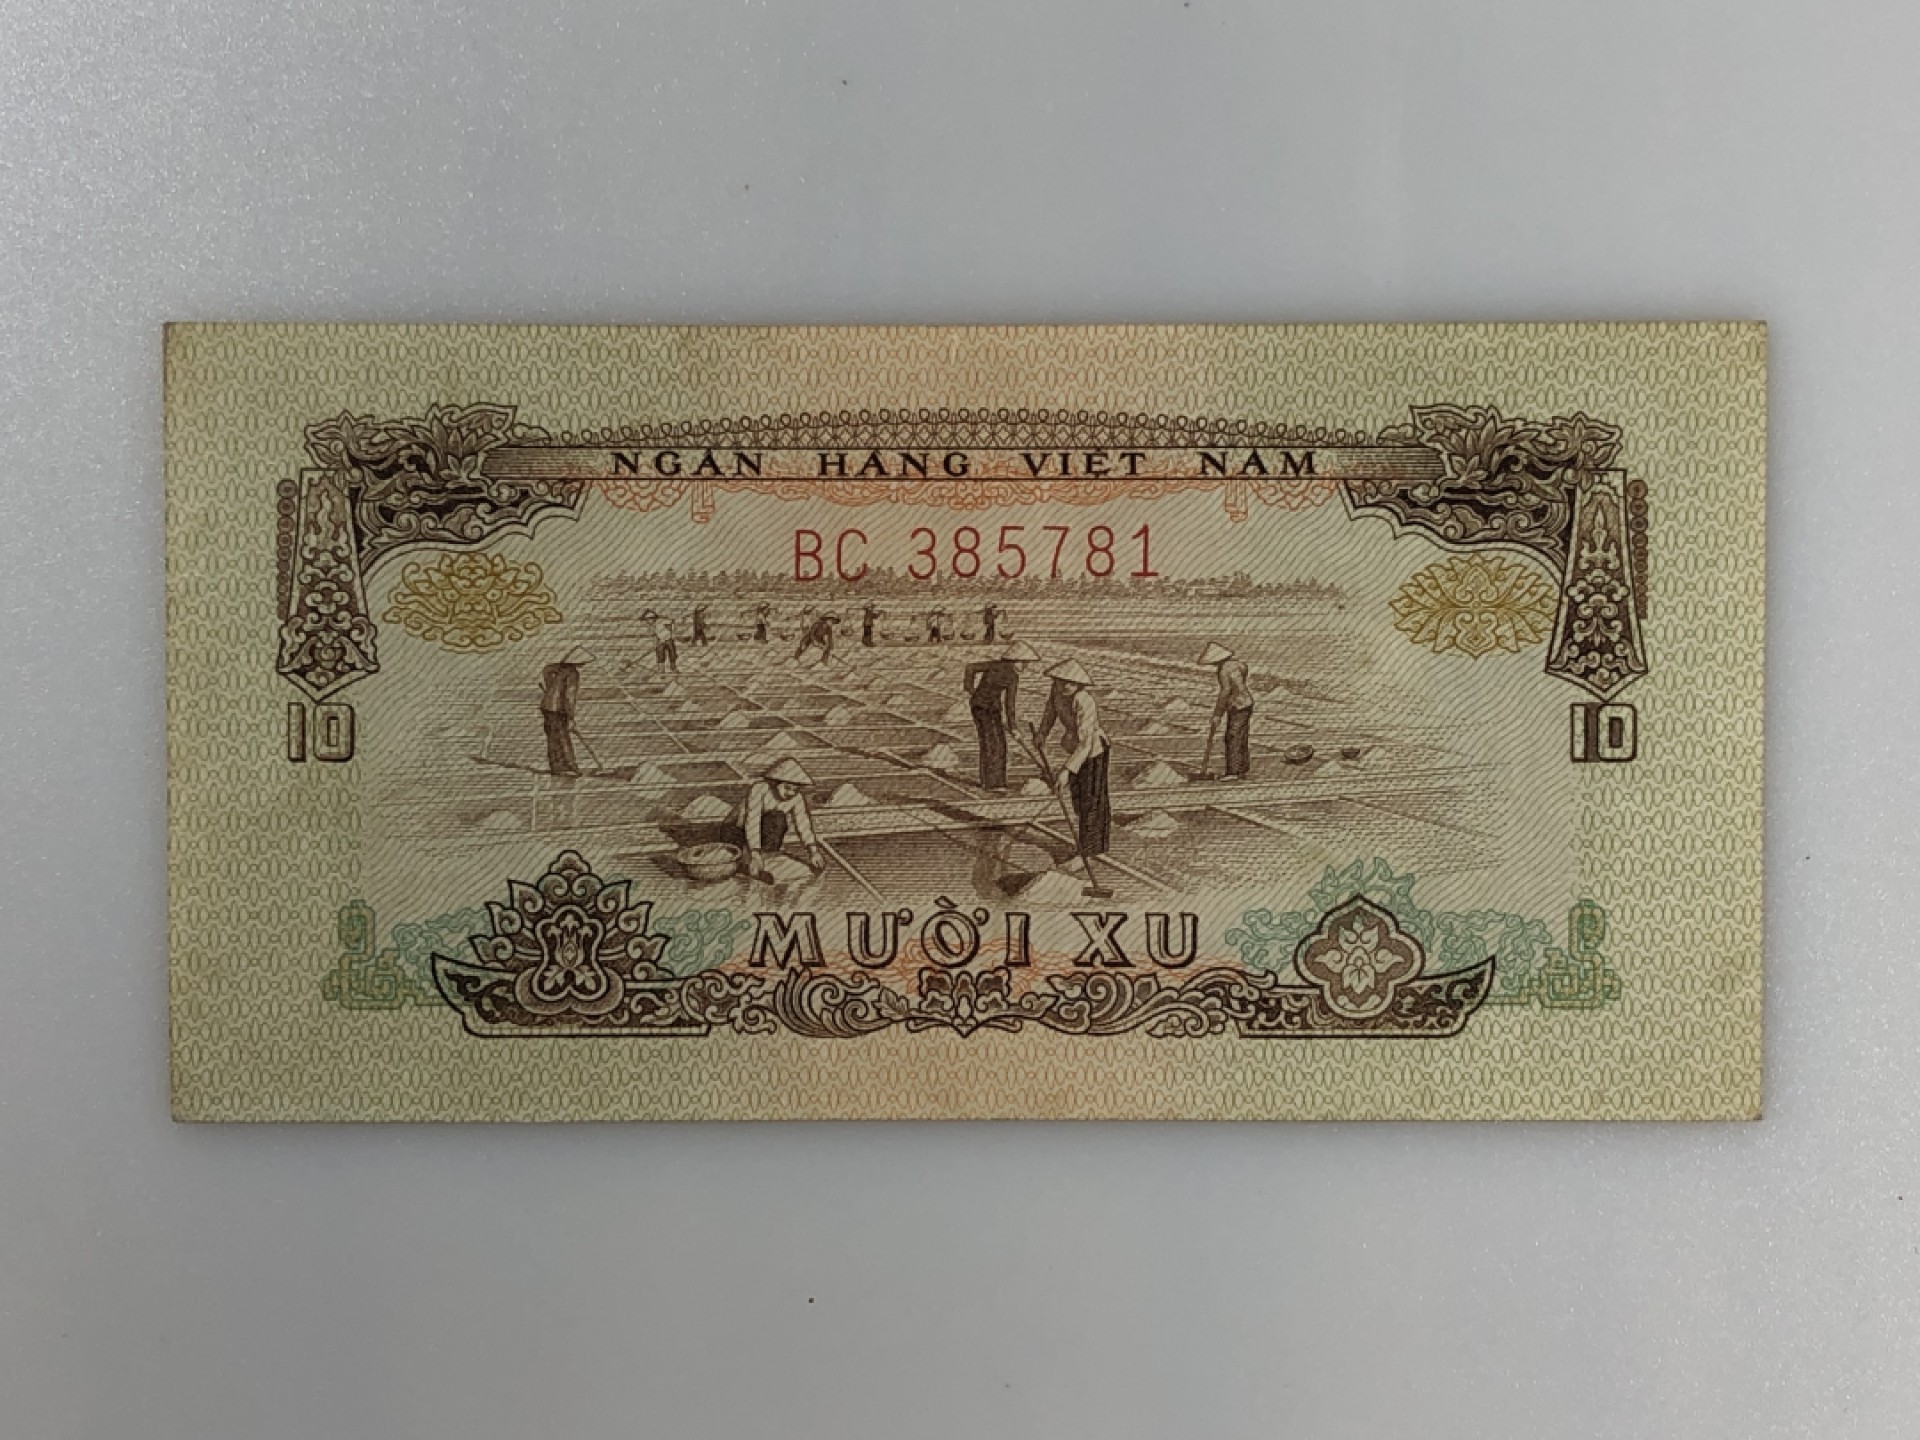 NGÂN HÀNG VIỆT NAM
BC 385781
10 10
MƯỜI XU